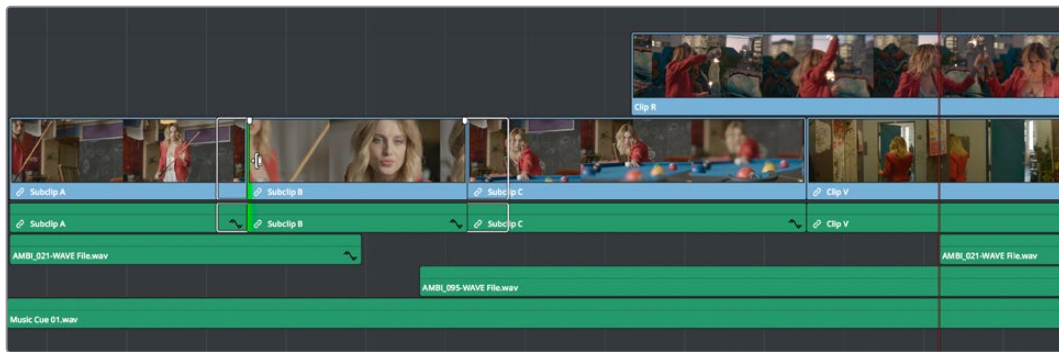 Clip R
Subclip A
Subclip B
Subclip C
Clip V
Subclip A
Subclip B
Subclip C
Clip V
AMBI_021-WAVE File.wav
AMBI_021-WAVE File.wav
AMBI_095-WAVE File.wav
Music Cue 01.wav